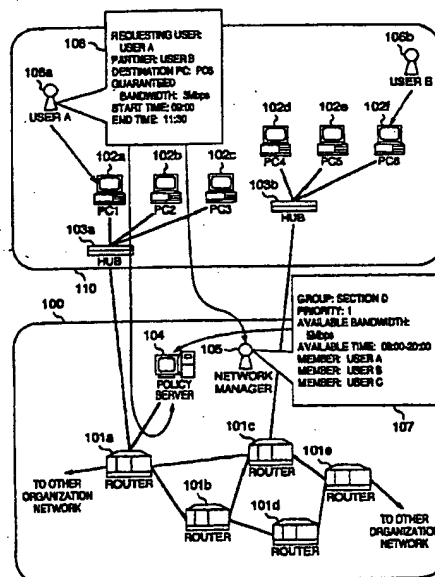 108
REQUESTING USER:
USER A
PARTNER: USER B
DESTINATION PC: PC6
GUARANTEED
BANDWIDTH: 3Mbps
START TIME: 09:00
END TIME: 11:30
106a
USER A
106b
USER B
102a
102b
102c
102d
102e
102f
PC1
PC2
PC3
PC4
PC5
PC6
103a
HUB
103b
HUB
110
100
104
POLICY
SERVER
105
NETWORK
MANAGER
GROUP: SECTION D
PRIORITY: 1
AVAILABLE BANDWIDTH:
5Mbps
AVAILABLE TIME: 08:00-20:00
MEMBER: USER A
MEMBER: USER B
MEMBER: USER C
107
101a
ROUTER
101b
ROUTER
101c
ROUTER
101d
ROUTER
101e
ROUTER
TO OTHER
ORGANIZATION
NETWORK
TO OTHER
ORGANIZATION
NETWORK